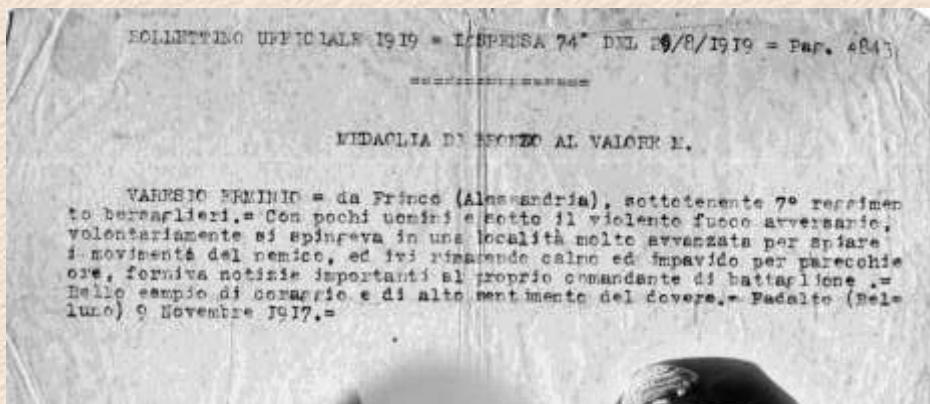 BOLLETTINO UFFICIALE 1919 = DISPENSA 74° DEL 29/8/1919 = Pag. 4843
================
MEDAGLIA DI BRONZO AL VALORE M.
VARESIO ERMINIO = da Frinco (Alessandria), sottotenente 7° reggimen
to bersaglieri.= Con pochi uomini e sotto il violento fuoco avversario,
volontariamente si spingeva in una località molto avanzata per spiare
i movimenti del nemico, ed ivi rimanendo calmo ed impavido per parecchie
ore, forniva notizie importanti al proprio comandante di battaglione .=
Bello esempio di coraggio e di alto sentimento del dovere.= Fadalto (Bel=
luno) 9 Novembre 1917.=